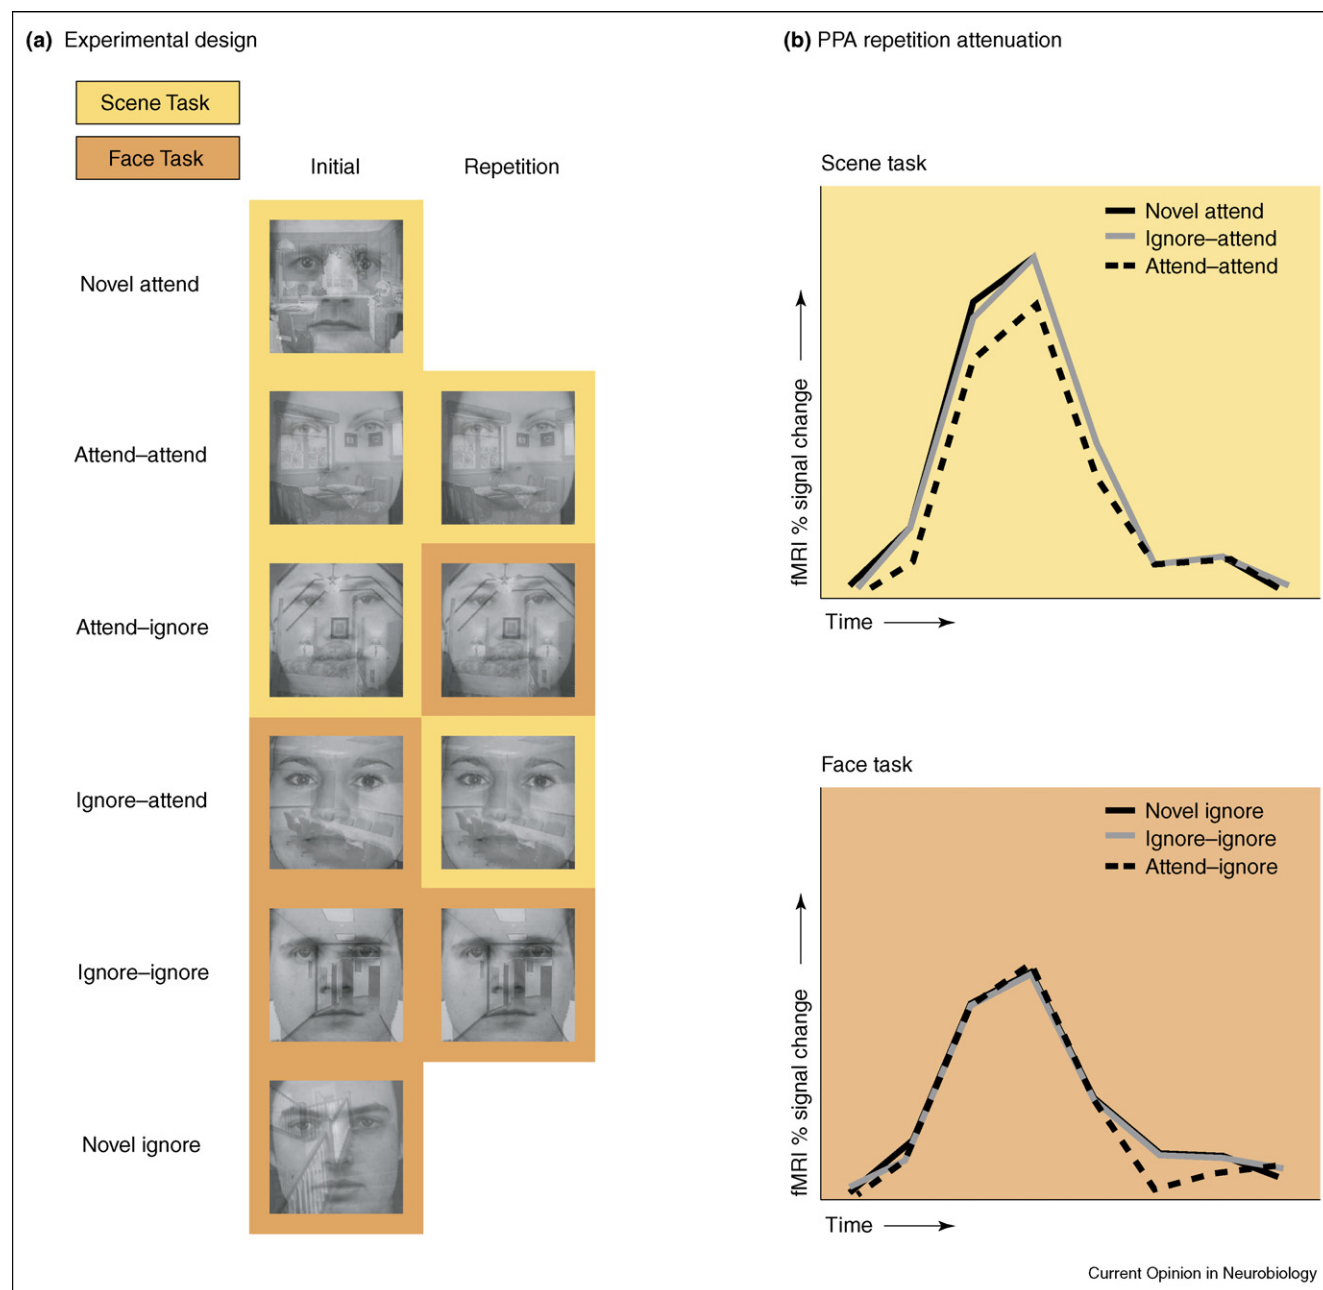 (a) Experimental design
Scene Task
Face Task
Initial
Repetition
Novel attend
Attend–attend
Attend–ignore
Ignore–attend
Ignore–ignore
Novel ignore
(b) PPA repetition attenuation
Scene task
Novel attend
Ignore–attend
Attend–attend
fMRI % signal change
Time
Face task
Novel ignore
Ignore–ignore
Attend–ignore
fMRI % signal change
Time
Current Opinion in Neurobiology